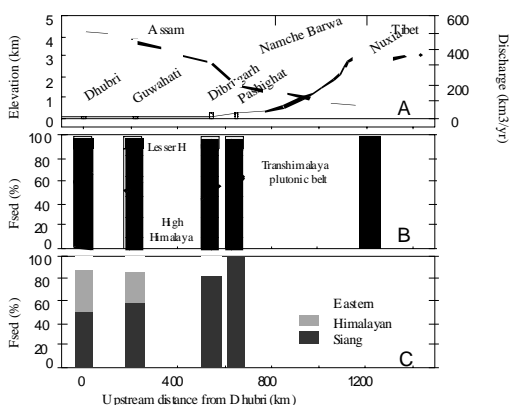 5
4
3
2
1
0
Elevation (km)
Assam
Namche Barwa
Tibet
Nuxia
Dhubri
Guwahati
Dibrigarh
Pashighat
A
600
400
200
0
Discharge (km3/yr)
100
80
60
40
20
0
Fsed (%)
Lesser H
High
Himalaya
Transhimalaya
plutonic belt
B
100
80
60
40
20
0
Fsed (%)
Eastern
Himalayan
Siang
C
0
400
800
1200
Upstream distance from Dhubri (km)